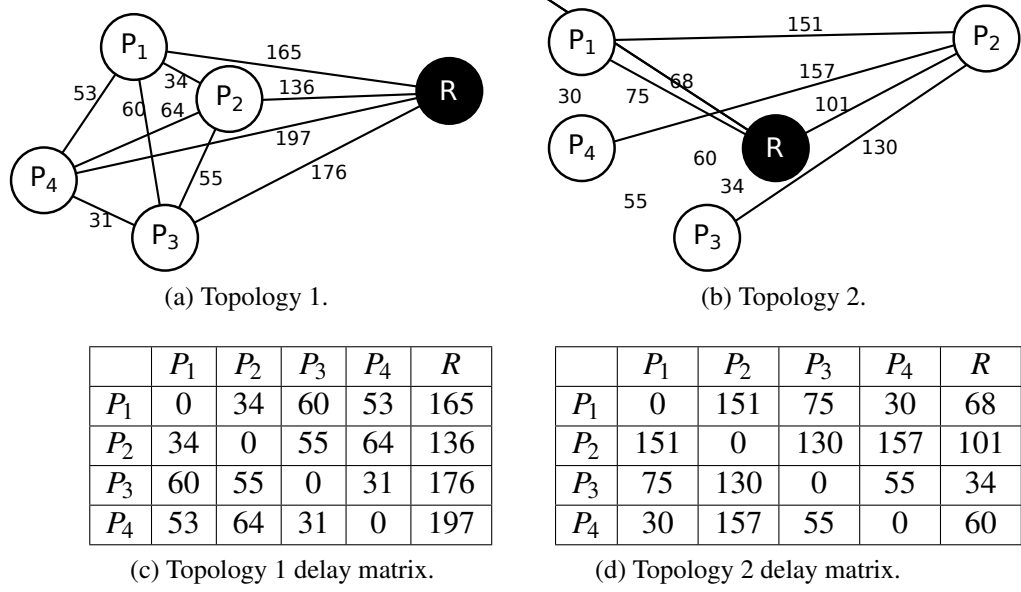 P1
165
34
136
P2
R
53
60
64
197
P4
55
176
31
P3
(a) Topology 1.
P1
151
P2
157
68
30
75
101
P4
R
130
60
34
55
P3
(b) Topology 2.
P1 P2 P3 P4 R
P1 0 34 60 53 165
P2 34 0 55 64 136
P3 60 55 0 31 176
P4 53 64 31 0 197
(c) Topology 1 delay matrix.
P1 P2 P3 P4 R
P1 0 151 75 30 68
P2 151 0 130 157 101
P3 75 130 0 55 34
P4 30 157 55 0 60
(d) Topology 2 delay matrix.